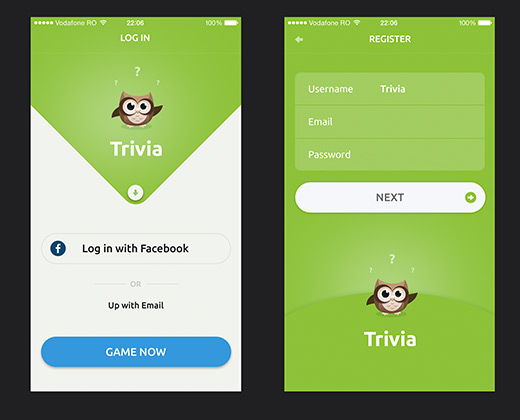 Vodafone RO 22:06 100%
LOG IN
? ? ?
Trivia
Log in with Facebook
OR
Up with Email
GAME NOW
Vodafone RO 22:06 100%
REGISTER
Username Trivia
Email
Password
NEXT
? ? ?
Trivia